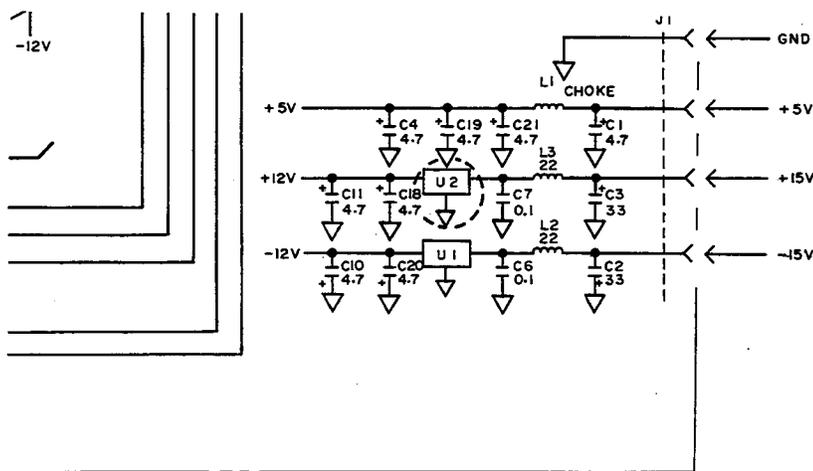 J1
-12V
GND
L1
CHOKE
+5V
+ C4
4.7
+ C19
4.7
+ C21
4.7
+ C1
4.7
+5V
L3
22
+12V
+ C11
4.7
+ C18
4.7
U2
C7
0.1
+ C3
33
+15V
L2
22
-12V
C10
4.7
+
C20
4.7
+
U1
C6
0.1
C2
33
+
-15V